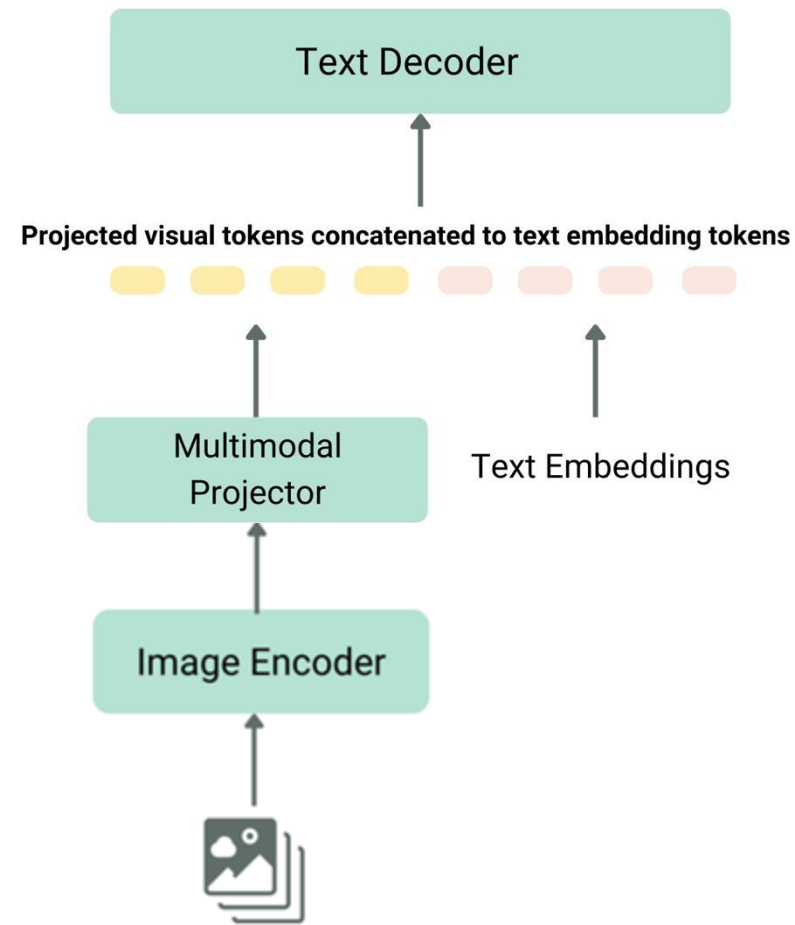 Text Decoder
Projected visual tokens concatenated to text embedding tokens
Multimodal
Projector
Text Embeddings
Image Encoder